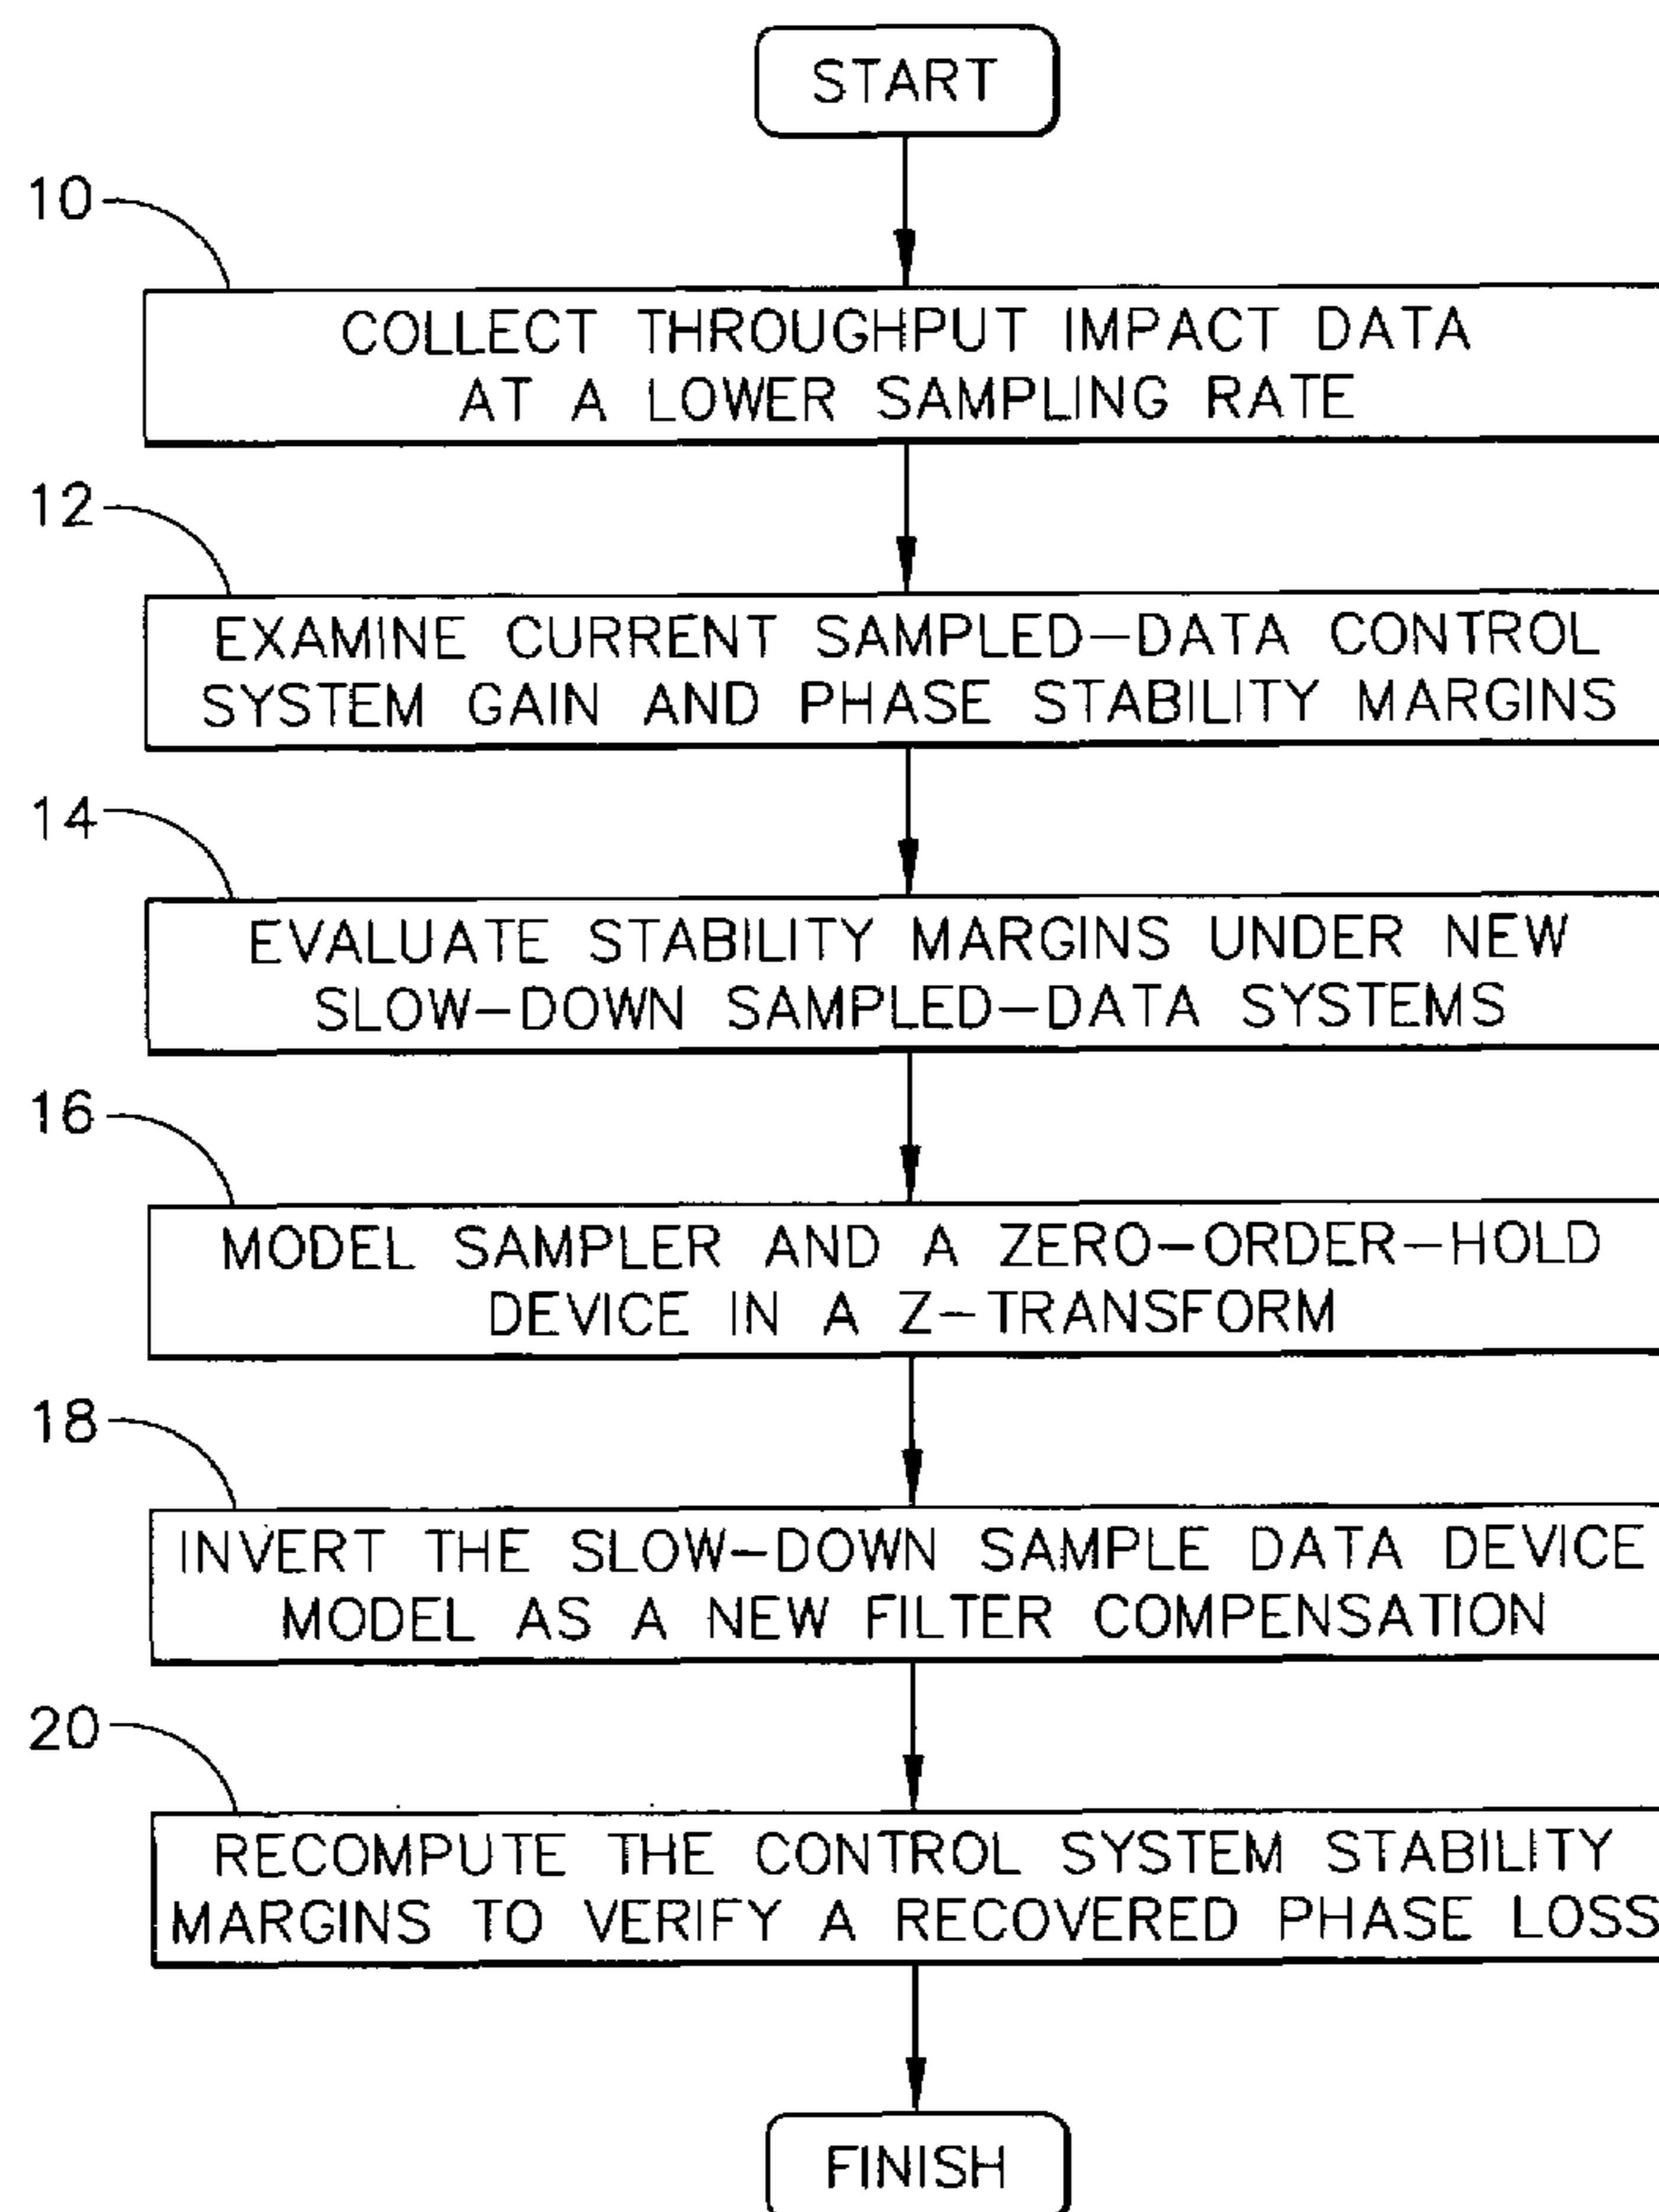 START
10
COLLECT THROUGHPUT IMPACT DATA
AT A LOWER SAMPLING RATE
12
EXAMINE CURRENT SAMPLED-DATA CONTROL
SYSTEM GAIN AND PHASE STABILITY MARGINS
14
EVALUATE STABILITY MARGINS UNDER NEW
SLOW-DOWN SAMPLED-DATA SYSTEMS
16
MODEL SAMPLER AND A ZERO-ORDER-HOLD
DEVICE IN A Z-TRANSFORM
18
INVERT THE SLOW-DOWN SAMPLE DATA DEVICE
MODEL AS A NEW FILTER COMPENSATION
20
RECOMPUTE THE CONTROL SYSTEM STABILITY
MARGINS TO VERIFY A RECOVERED PHASE LOSS
FINISH